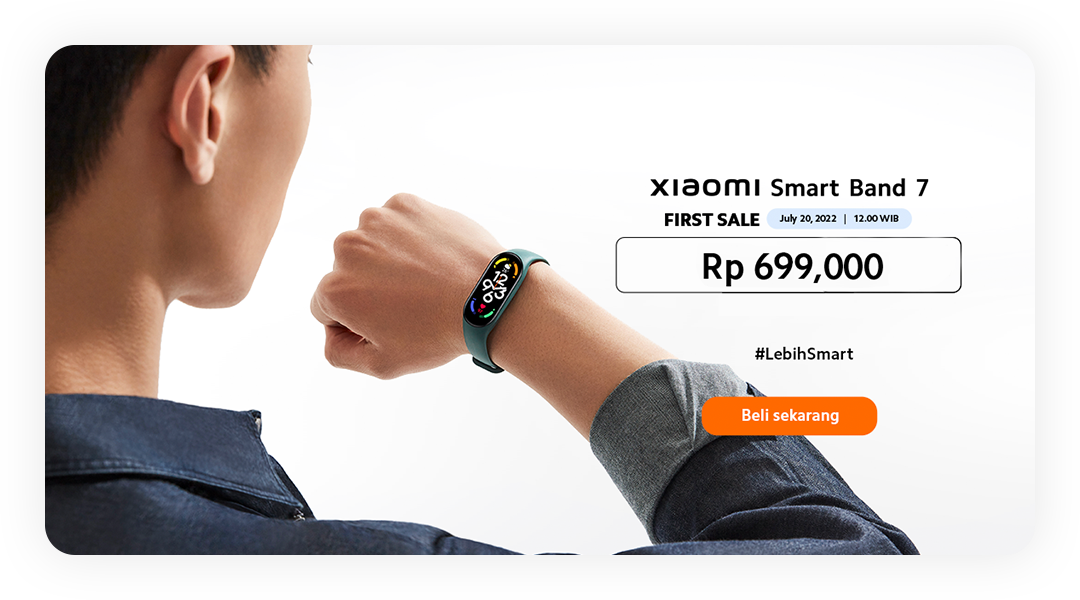 xiaomi Smart Band 7
FIRST SALE July 20, 2022 | 12.00 WIB
Rp 699,000
#LebihSmart
Beli sekarang